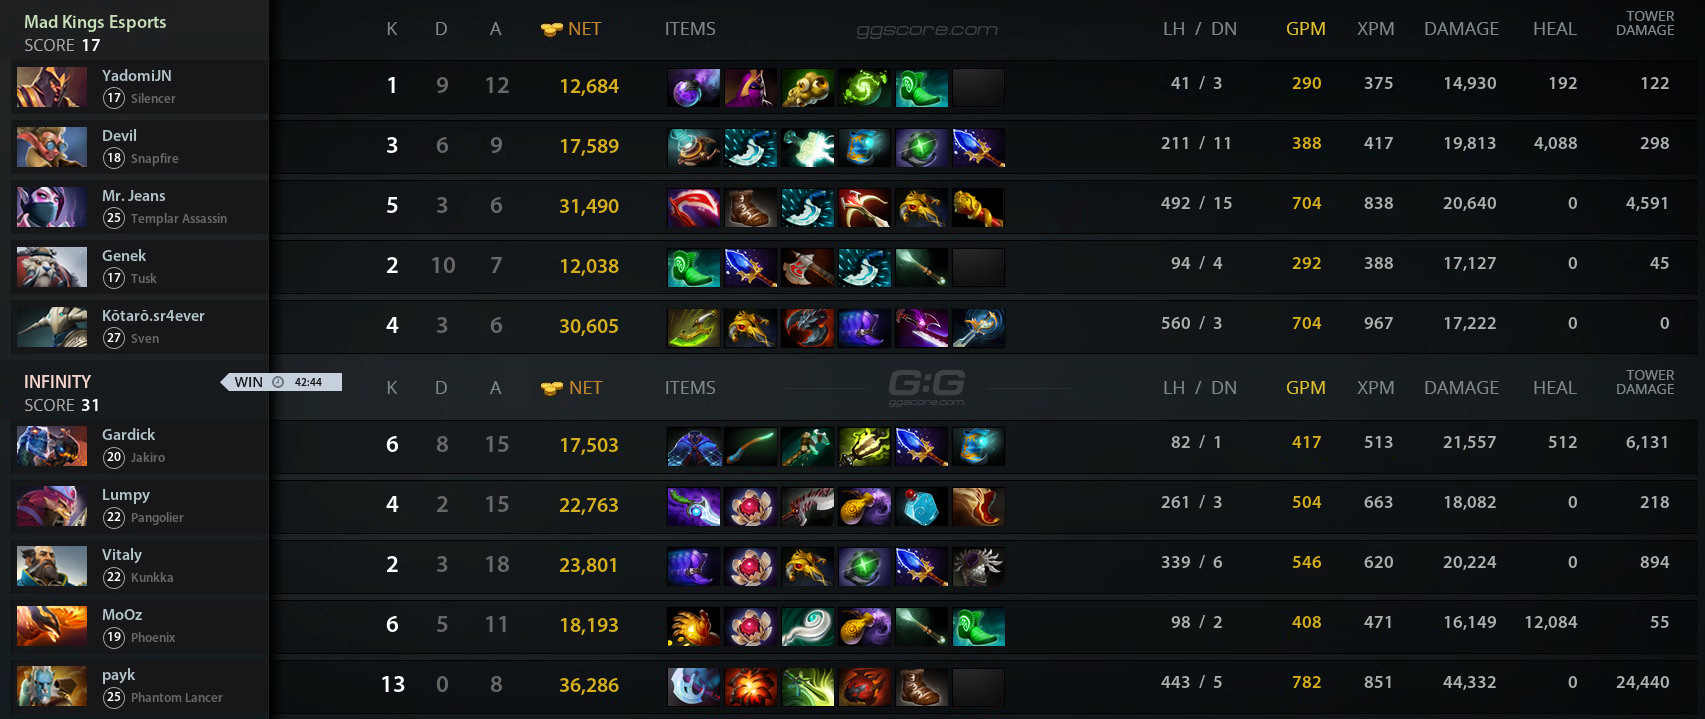 Mad Kings Esports
SCORE 17
K D A NET ITEMS ggscore.com LH / DN GPM XPM DAMAGE HEAL TOWER DAMAGE
YadomiJN
17 Silencer
1 9 12 12,684 41 / 3 290 375 14,930 192 122
Devil
18 Snapfire
3 6 9 17,589 211 / 11 388 417 19,813 4,088 298
Mr. Jeans
25 Templar Assassin
5 3 6 31,490 492 / 15 704 838 20,640 0 4,591
Genek
17 Tusk
2 10 7 12,038 94 / 4 292 388 17,127 0 45
Kōtarō.sr4ever
27 Sven
4 3 6 30,605 560 / 3 704 967 17,222 0 0
INFINITY
WIN 42:44
SCORE 31
K D A NET ITEMS G:G ggscore.com LH / DN GPM XPM DAMAGE HEAL TOWER DAMAGE
Gardick
20 Jakiro
6 8 15 17,503 82 / 1 417 513 21,557 512 6,131
Lumpy
22 Pangolier
4 2 15 22,763 261 / 3 504 663 18,082 0 218
Vitaly
22 Kunkka
2 3 18 23,801 339 / 6 546 620 20,224 0 894
MoOz
19 Phoenix
6 5 11 18,193 98 / 2 408 471 16,149 12,084 55
payk
25 Phantom Lancer
13 0 8 36,286 443 / 5 782 851 44,332 0 24,440